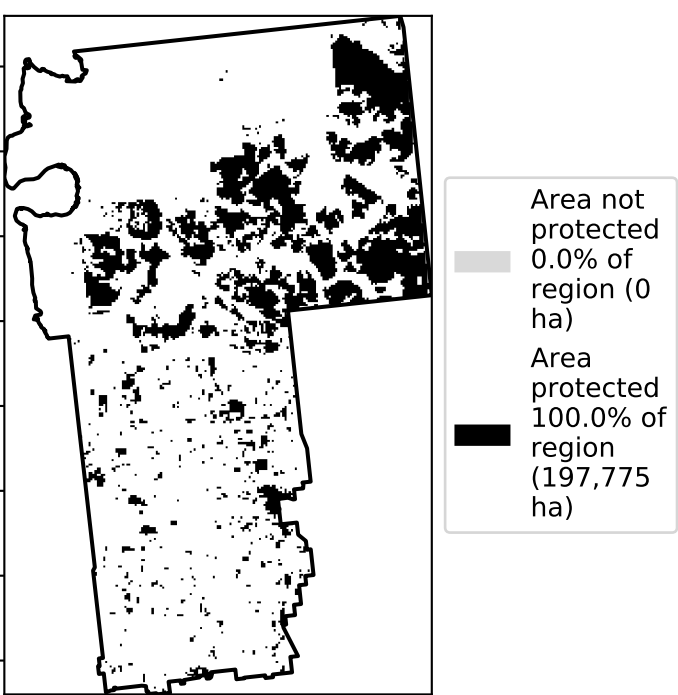 Area not
protected
0.0% of
region (0
ha)
Area
protected
100.0% of
region
(197,775
ha)